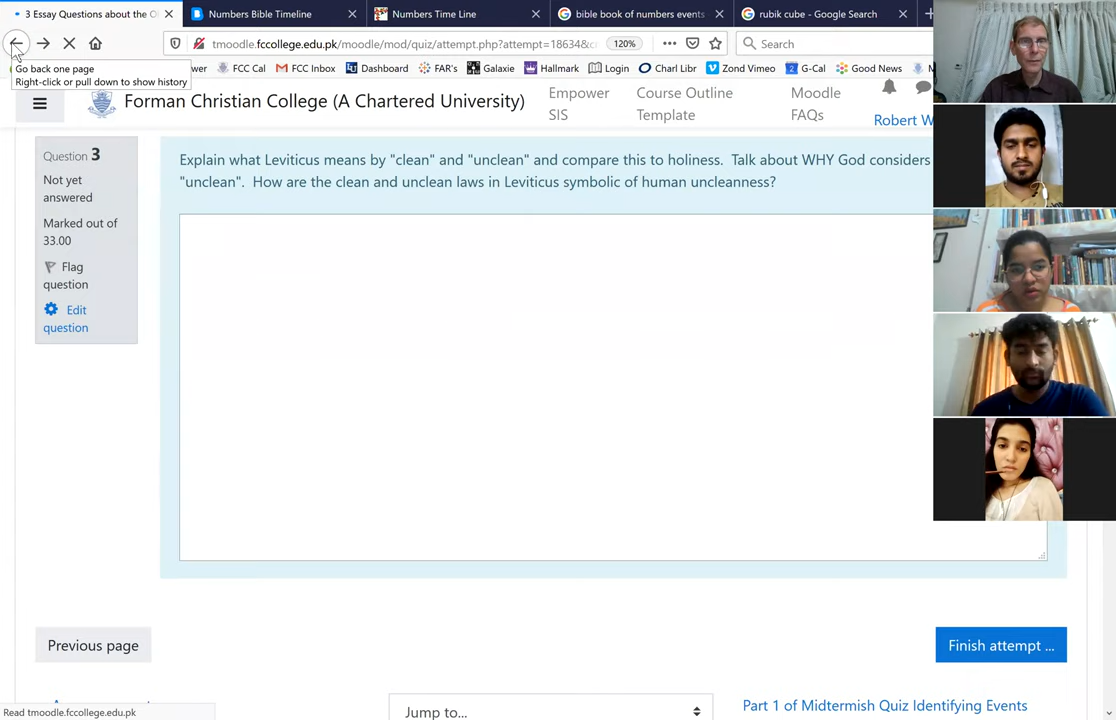 3 Essay Questions about the G
Numbers Bible Timeline
Numbers Time Line
bible book of numbers events
rubik cube - Google Search
tmoodle.fccollege.edu.pk/moodle/mod/quiz/attempt.php?attempt=18634&c
120%
Search
Go back one page
Right-click or pull down to show history
wer
FCC Cal
FCC Inbox
Dashboard
FAR's
Galaxie
Hallmark
Login
Charl Libr
Zond Vimeo
G-Cal
Good News
Forman Christian College (A Chartered University)
Empower
SIS
Course Outline
Template
Moodle
FAQs
Robert W
Question 3
Not yet
answered
Marked out of
33.00
Flag
question
Edit
question
Explain what Leviticus means by "clean" and "unclean" and compare this to holiness. Talk about WHY God considers
"unclean". How are the clean and unclean laws in Leviticus symbolic of human uncleanness?
Previous page
Finish attempt ...
Jump to...
Part 1 of Midtermish Quiz Identifying Events
Read tmoodle.fccollege.edu.pk